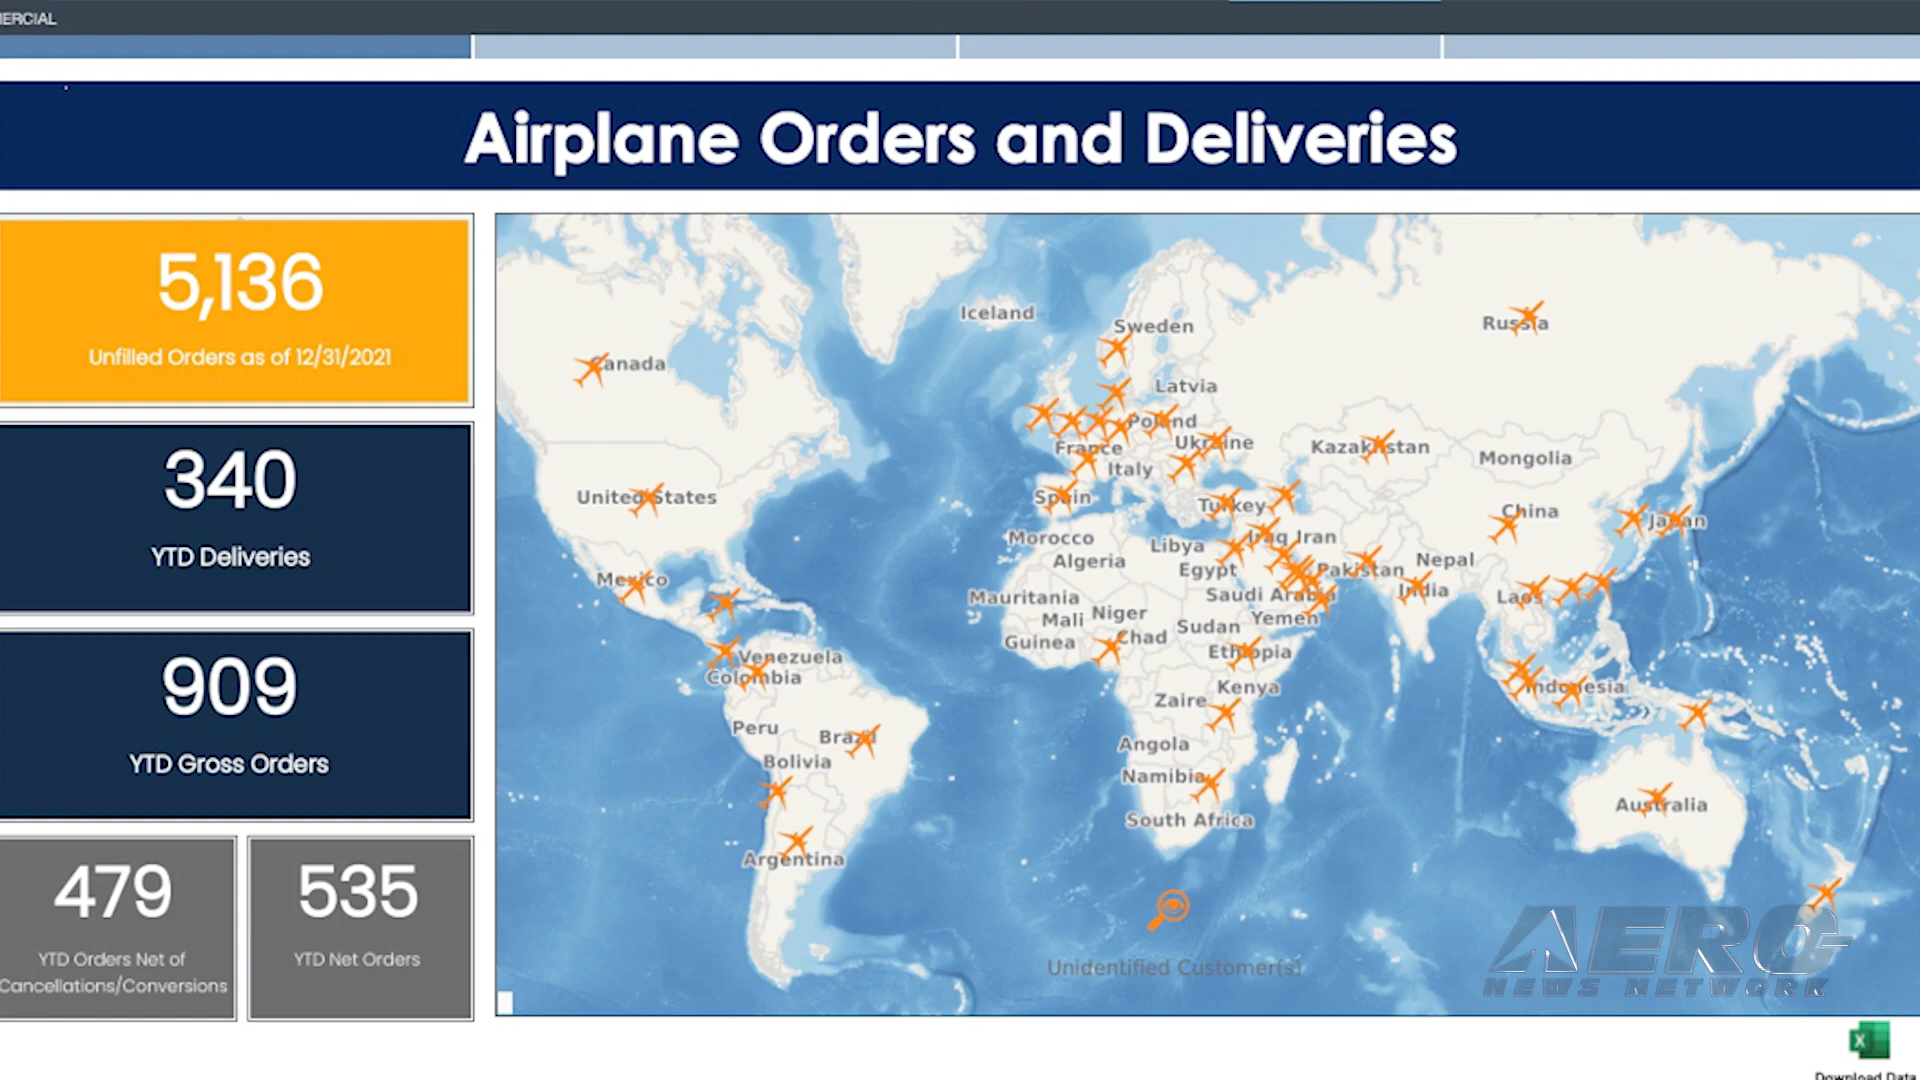 ERCIAL
Airplane Orders and Deliveries
5,136
Unfilled Orders as of 12/31/2021
340
YTD Deliveries
909
YTD Gross Orders
479
YTD Orders Net of
Cancellations/Conversions
535
YTD Net Orders
Iceland
Sweden
Russia
Canada
Latvia
Poland
Ukraine
France
Kazakhstan
Italy
Mongolia
United States
Spain
Turkey
China
Japan
Morocco
Libya
Iraq Iran
Algeria
Egypt
Pakistan
Nepal
Mexico
India
Mauritania
Saudi Arabia
Laos
Mali
Niger
Yemen
Guinea
Chad
Sudan
Ethiopia
Venezuela
Colombia
Kenya
Indonesia
Zaire
Peru
Brazil
Angola
Bolivia
Namibia
Australia
South Africa
Argentina
Unidentified Customer(s)
AERO
NEWS NETWORK
X
Download Data